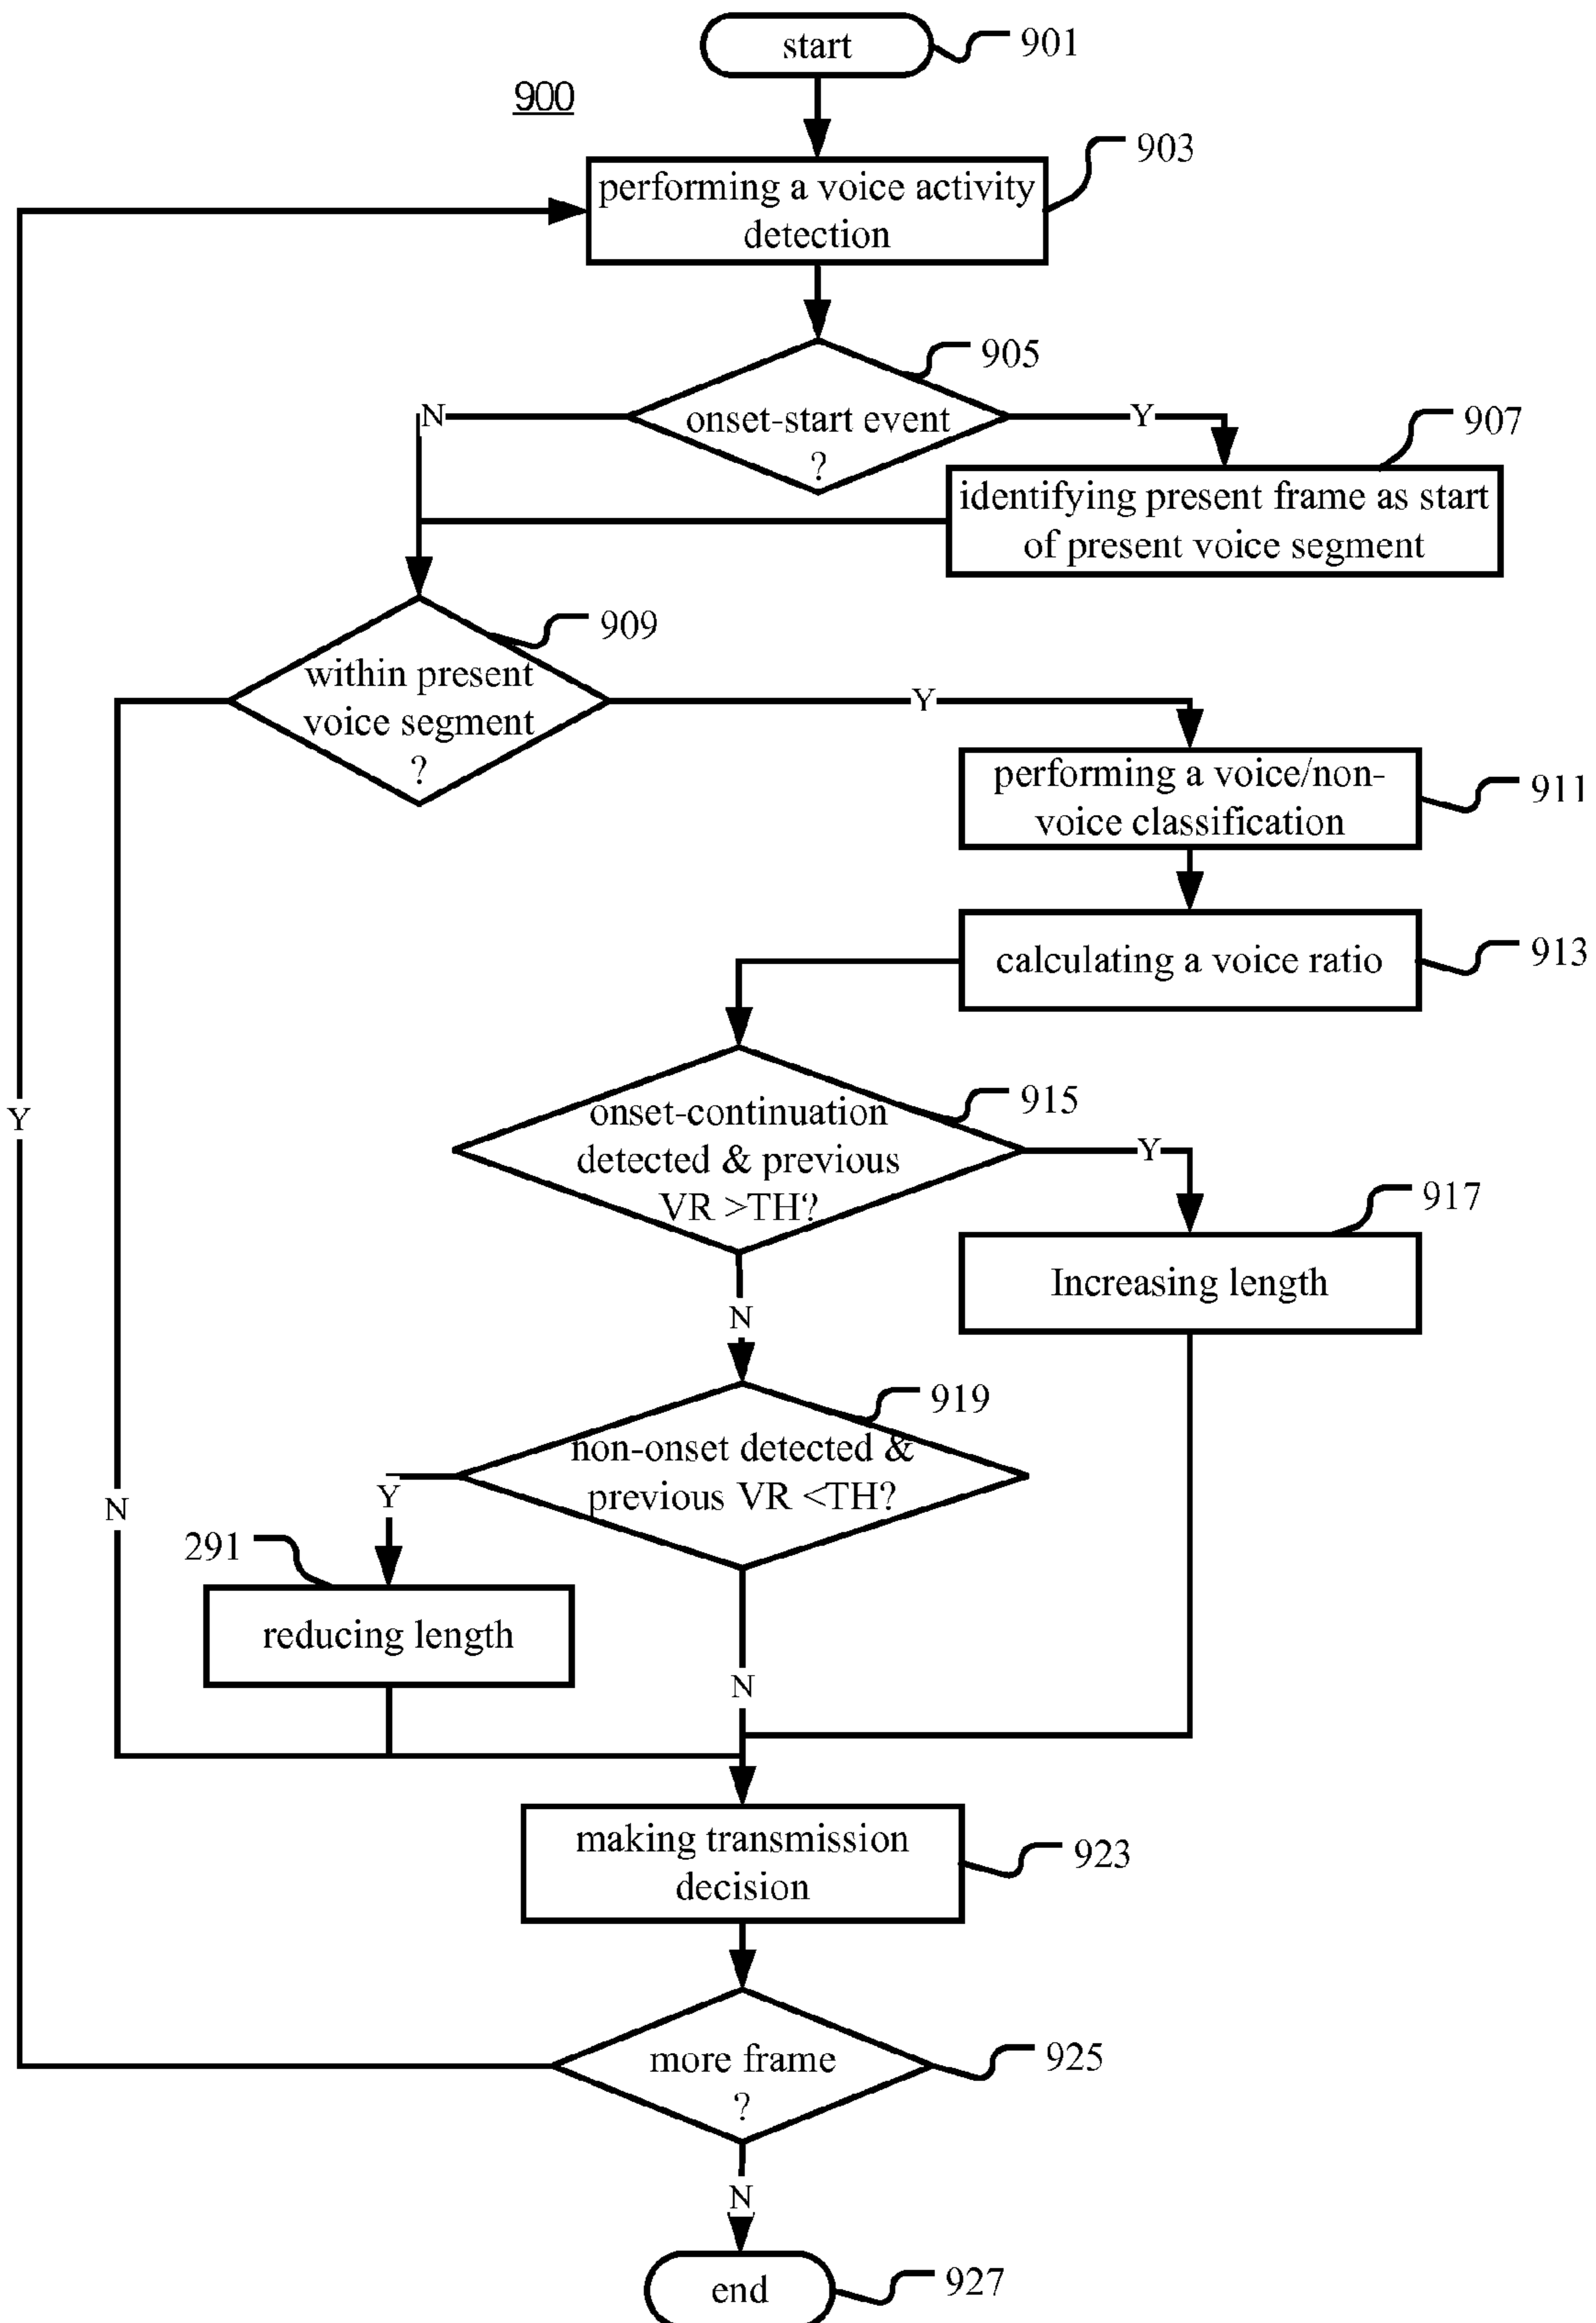 start
901
900
903
performing a voice activity
detection
905
N
onset-start event
?
Y
907
identifying present frame as start
of present voice segment
909
within present
voice segment
?
Y
performing a voice/non-
voice classification
911
calculating a voice ratio
913
Y
onset-continuation
detected & previous
VR >TH?
915
Y
917
Increasing length
N
919
non-onset detected &
previous VR <TH?
Y
N
291
reducing length
N
making transmission
decision
923
more frame
?
925
N
end
927